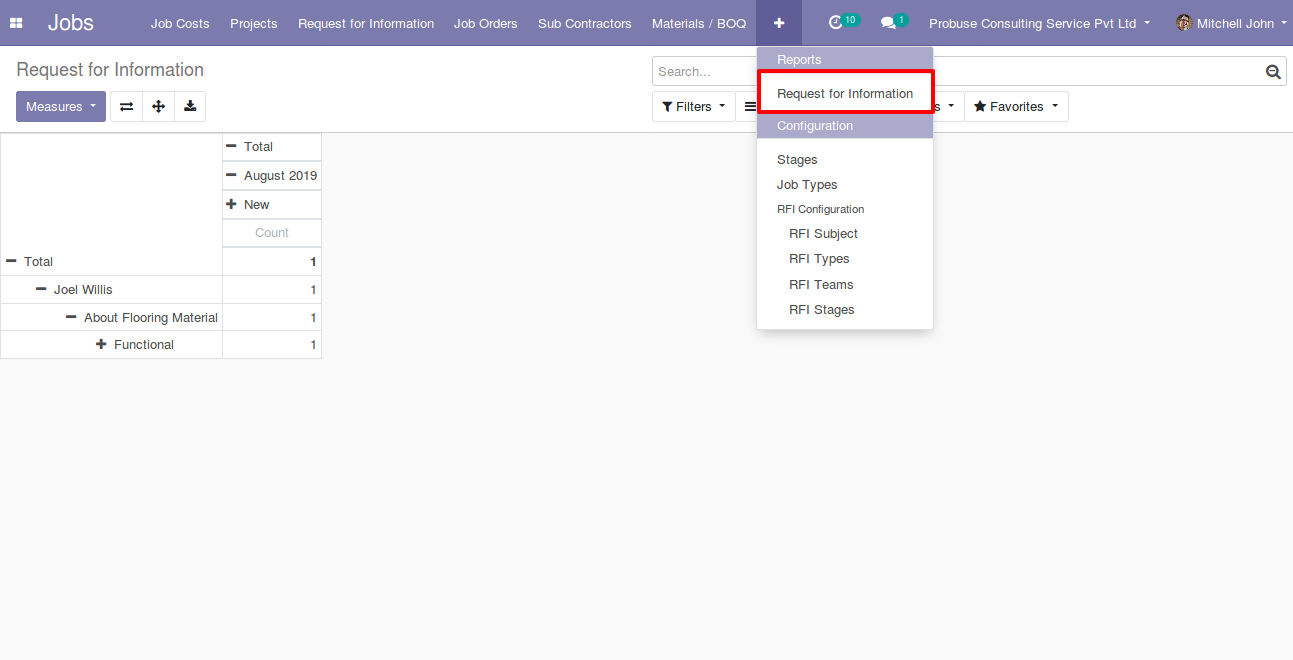 Jobs Job Costs Projects Request for Information Job Orders Sub Contractors Materials / BOQ 10 1 Probuse Consulting Service Pvt Ltd Mitchell John
Request for Information
Search...
Measures
Filters
s
Favorites
Reports
Request for Information
Configuration
Stages
Job Types
RFI Configuration
RFI Subject
RFI Types
RFI Teams
RFI Stages
Total
August 2019
New
Count
Total 1
Joel Willis 1
About Flooring Material 1
Functional 1